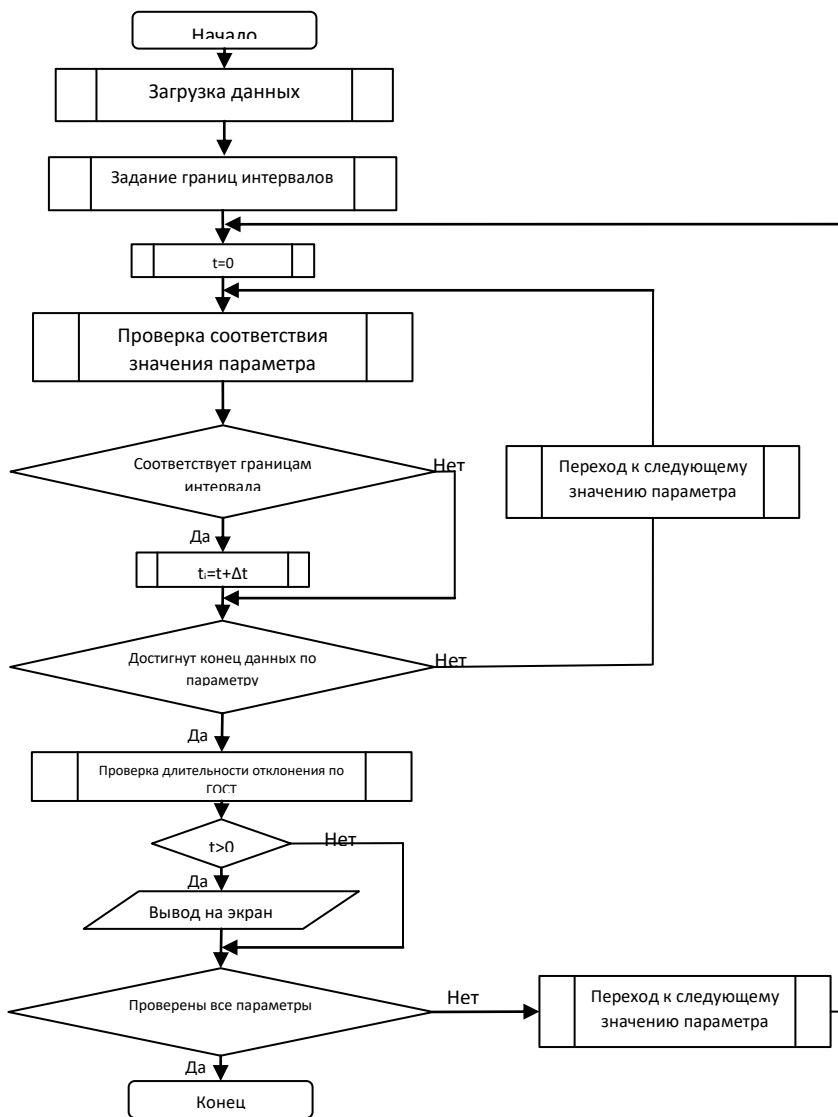 Начало
Загрузка данных
Задание границ интервалов
t=0
Проверка соответствия
значения параметра
Соответствует границам
интервала
Нет
Переход к следующему
значению параметра
Да
tᵢ=t+Δt
Достигнут конец данных по
параметру
Нет
Да
Проверка длительности отклонения по
ГОСТ
t>0
Нет
Да
Вывод на экран
Проверены все параметры
Нет
Переход к следующему
значению параметра
Да
Конец